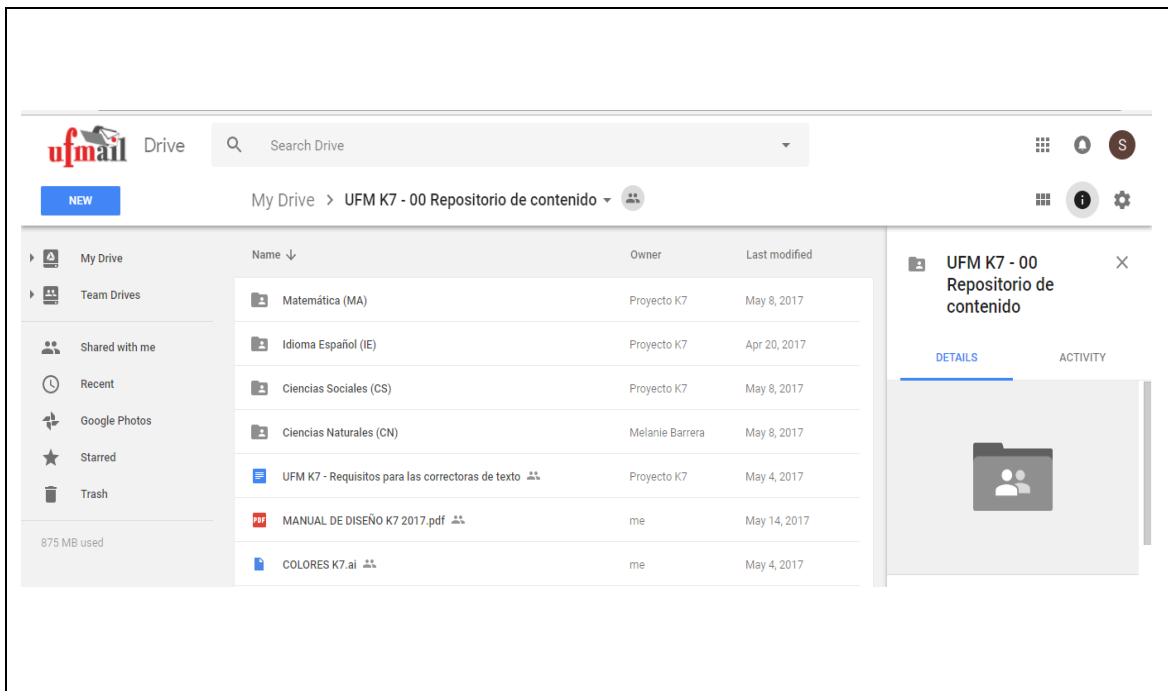 ufmail Drive Search Drive S
NEW My Drive > UFM K7 - 00 Repositorio de contenido
My Drive
Team Drives
Shared with me
Recent
Google Photos
Starred
Trash
875 MB used
Name Owner Last modified
Matemática (MA) Proyecto K7 May 8, 2017
Idioma Español (IE) Proyecto K7 Apr 20, 2017
Ciencias Sociales (CS) Proyecto K7 May 8, 2017
Ciencias Naturales (CN) Melanie Barrera May 8, 2017
UFM K7 - Requisitos para las correctoras de texto Proyecto K7 May 4, 2017
PDF MANUAL DE DISEÑO K7 2017.pdf me May 14, 2017
COLORES K7.ai me May 4, 2017
UFM K7 - 00
Repositorio de
contenido
DETAILS ACTIVITY